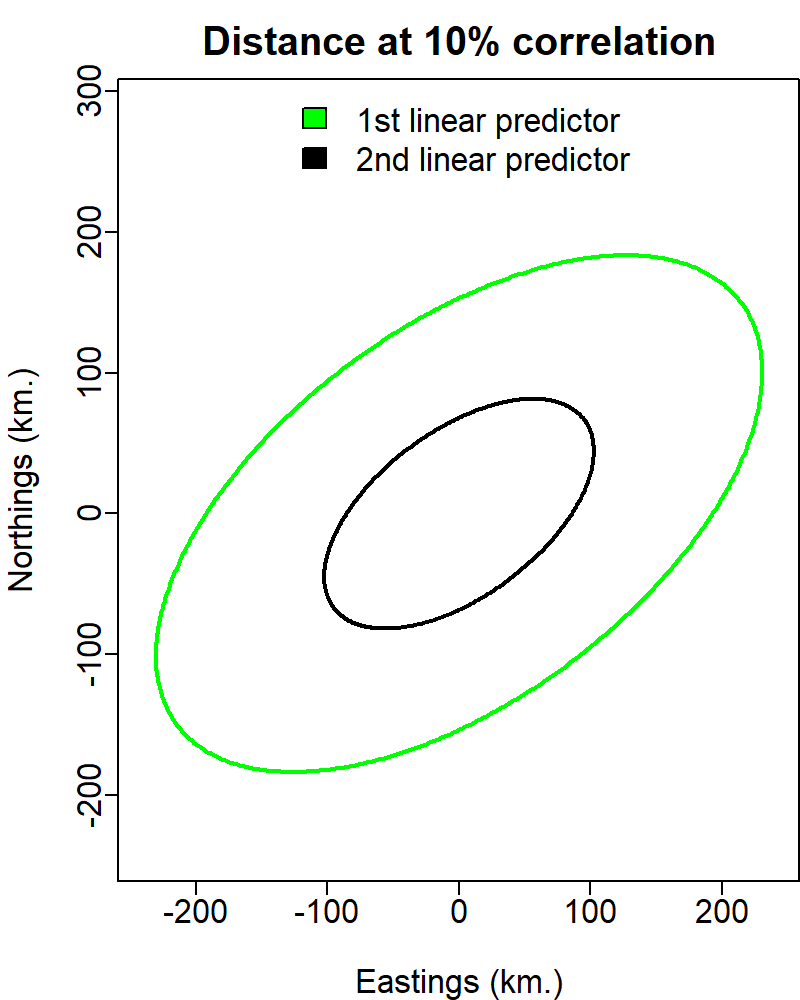 Distance at 10% correlation
1st linear predictor
2nd linear predictor
300
200
100
0
-100
-200
Northings (km.)
-200 -100 0 100 200
Eastings (km.)